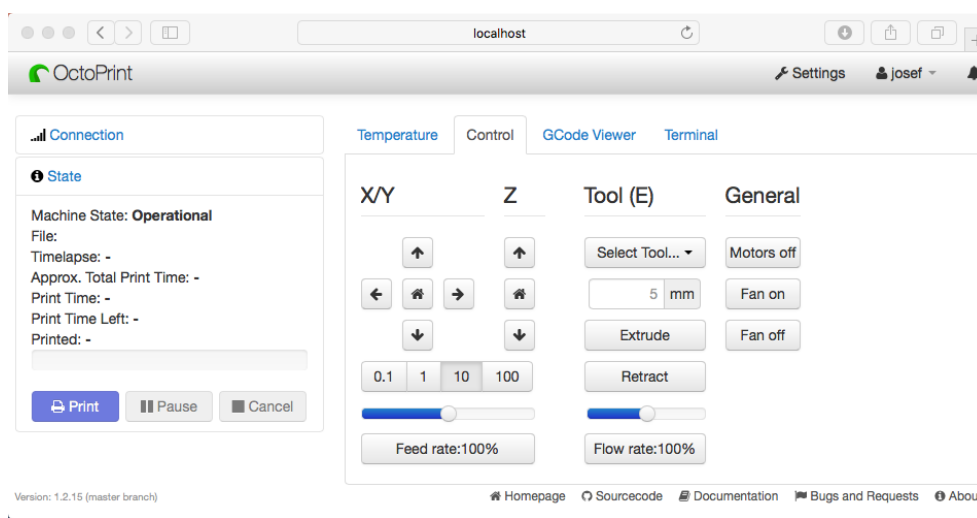 localhost
OctoPrint
Settings
josef
Connection
State
Machine State: Operational
File:
Timelapse: -
Approx. Total Print Time: -
Print Time: -
Print Time Left: -
Printed: -
Print Pause Cancel
Temperature Control GCode Viewer Terminal
X/Y Z Tool (E) General
Select Tool... Motors off
5 mm Fan on
Extrude Fan off
0.1 1 10 100 Retract
Feed rate:100% Flow rate:100%
Version: 1.2.15 (master branch)
Homepage Sourcecode Documentation Bugs and Requests Abou